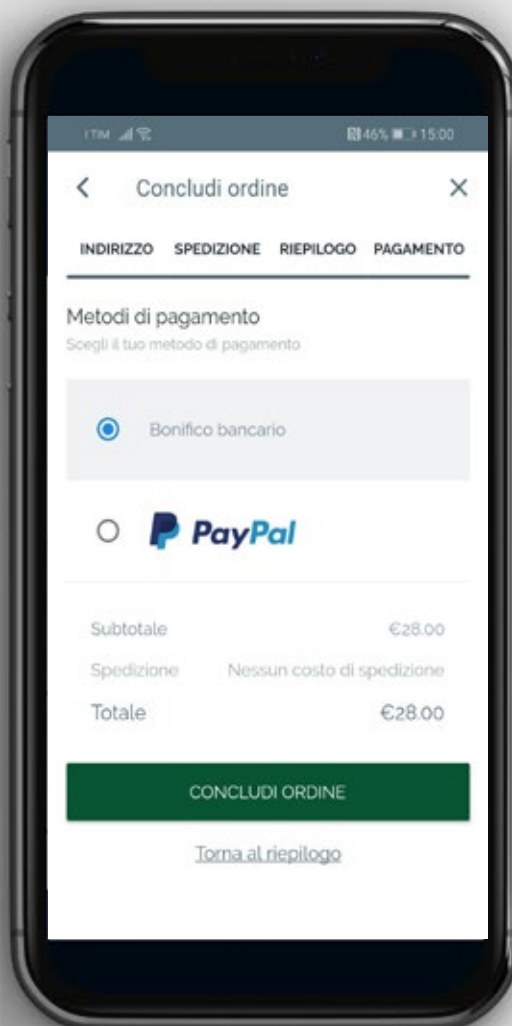 TIM 46% 15:00
Concludi ordine
INDIRIZZO SPEDIZIONE RIEPILOGO PAGAMENTO
Metodi di pagamento
Scegli il tuo metodo di pagamento
Bonifico bancario
PayPal
Subtotale €28.00
Spedizione Nessun costo di spedizione
Totale €28.00
CONCLUDI ORDINE
Torna al riepilogo